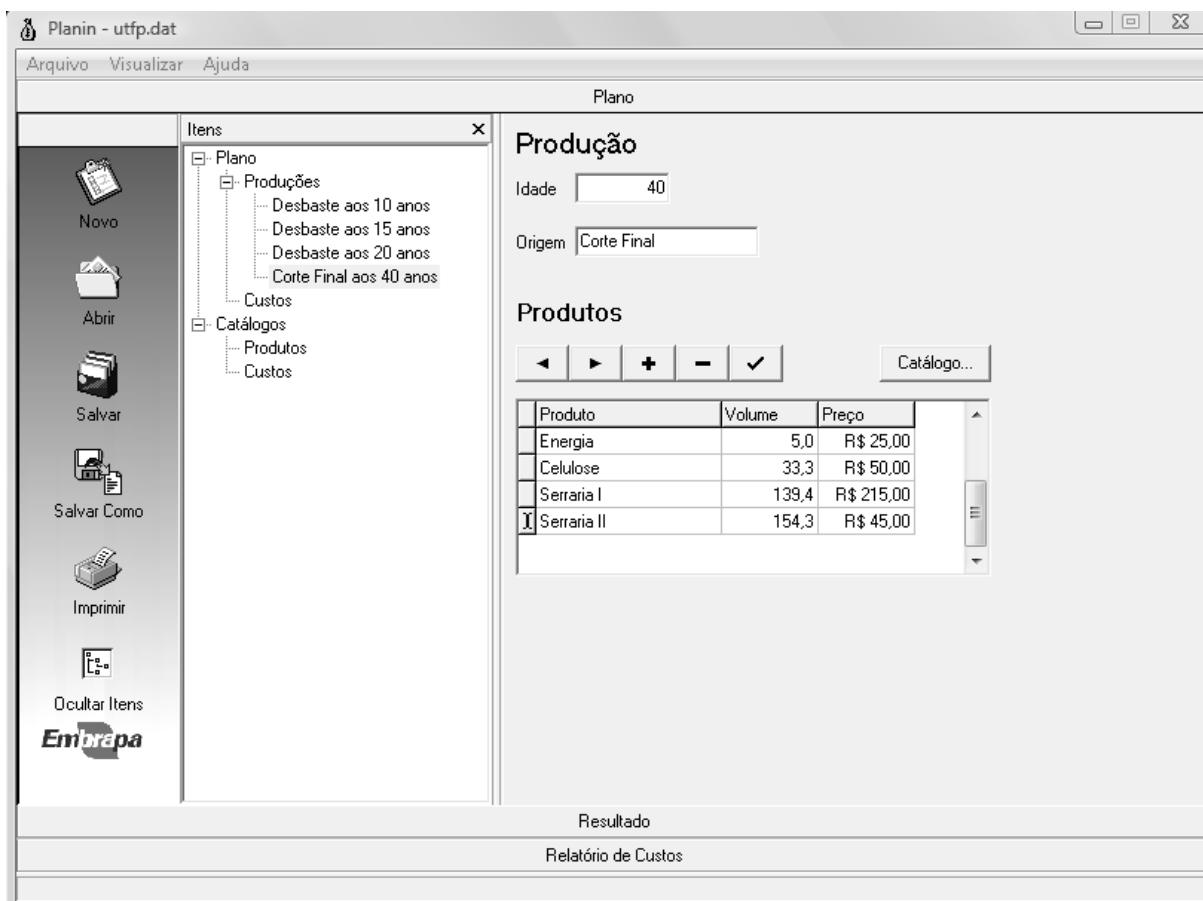 Planin - utfp.dat
Arquivo Visualizar Ajuda
Plano
Novo
Abrir
Salvar
Salvar Como
Imprimir
Ocultar Itens
Embrapa
Itens
Plano
Produções
Desbaste aos 10 anos
Desbaste aos 15 anos
Desbaste aos 20 anos
Corte Final aos 40 anos
Custos
Catálogos
Produtos
Custos
Produção
Idade 40
Origem Corte Final
Produtos
Catálogo...
Produto Volume Preço
Energia 5,0 R$ 25,00
Celulose 33,3 R$ 50,00
Serraria I 139,4 R$ 215,00
Serraria II 154,3 R$ 45,00
Resultado
Relatório de Custos